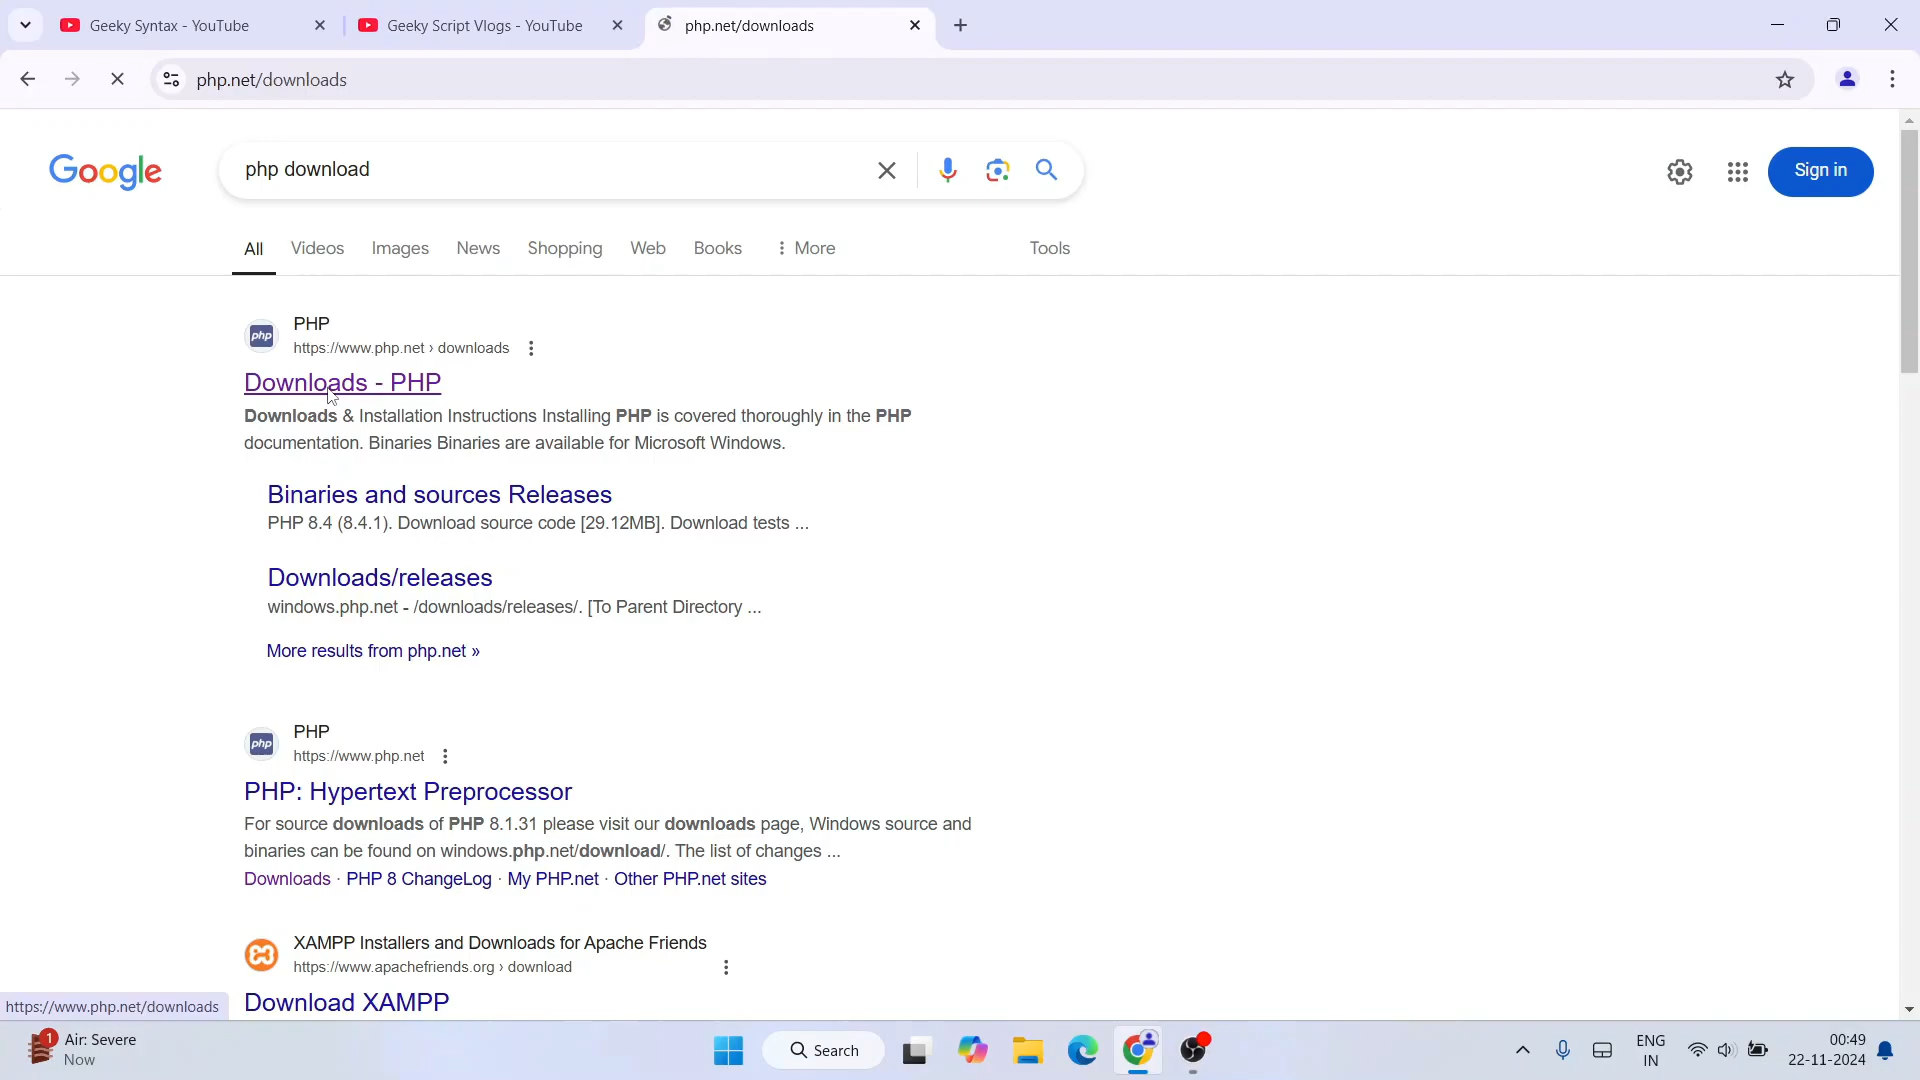 Geeky Syntax - YouTube
Geeky Script Vlogs - YouTube
php.net/downloads
php.net/downloads
Google
php download
Sign in
All
Videos
Images
News
Shopping
Web
Books
More
Tools
php
PHP
https://www.php.net › downloads
Downloads - PHP
Downloads & Installation Instructions Installing PHP is covered thoroughly in the PHP
documentation. Binaries Binaries are available for Microsoft Windows.
Binaries and sources Releases
PHP 8.4 (8.4.1). Download source code [29.12MB]. Download tests ...
Downloads/releases
windows.php.net - /downloads/releases/. [To Parent Directory ...
More results from php.net »
php
PHP
https://www.php.net
PHP: Hypertext Preprocessor
For source downloads of PHP 8.1.31 please visit our downloads page, Windows source and
binaries can be found on windows.php.net/download/. The list of changes ...
Downloads · PHP 8 ChangeLog · My PHP.net · Other PHP.net sites
XAMPP Installers and Downloads for Apache Friends
https://www.apachefriends.org › download
Download XAMPP
https://www.php.net/downloads
1
Air: Severe
Now
Search
ENG
IN
00:49
22-11-2024